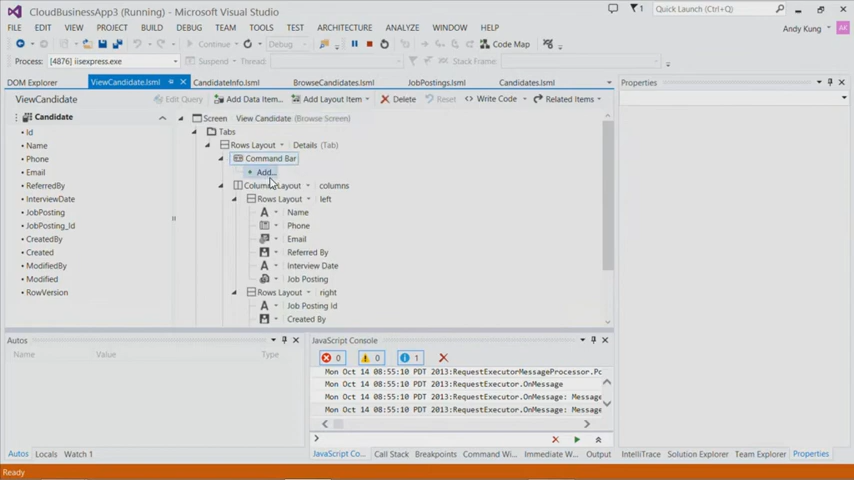 CloudBusinessApp3 (Running) - Microsoft Visual Studio
1
Quick Launch (Ctrl+Q)
FILE EDIT VIEW PROJECT BUILD DEBUG TEAM TOOLS TEST ARCHITECTURE ANALYZE WINDOW HELP
Andy Kung AK
Continue Debug Code Map
Process: [4876] iisexpress.exe Suspend Thread: Stack Frame:
DOM Explorer ViewCandidate.lsml CandidateInfo.lsml BrowseCandidates.lsml JobPostings.lsml Candidates.lsml Properties
ViewCandidate Edit Query Add Data Item... Add Layout Item Delete Reset Write Code Related Items
Candidate
Id
Name
Phone
Email
ReferredBy
InterviewDate
JobPosting
JobPosting_Id
CreatedBy
Created
ModifiedBy
Modified
RowVersion
Screen View Candidate (Browse Screen)
Tabs
Rows Layout Details (Tab)
Command Bar
+ Add...
Columns Layout columns
Rows Layout left
Name
Phone
Email
Referred By
Interview Date
Job Posting
Rows Layout right
Job Posting Id
Created By
Autos
Name Value Type
Autos Locals Watch 1
JavaScript Console
0 0 1
Mon Oct 14 08:55:10 PDT 2013:RequestExecutorMessageProcessor.Pc
Mon Oct 14 08:55:10 PDT 2013:RequestExecutor.OnMessage
Mon Oct 14 08:55:10 PDT 2013:RequestExecutor.OnMessage: Message
Mon Oct 14 08:55:10 PDT 2013:RequestExecutor.OnMessage: Message
JavaScript Co... Call Stack Breakpoints Command Wi... Immediate W... Output
IntelliTrace Solution Explorer Team Explorer Properties
Ready